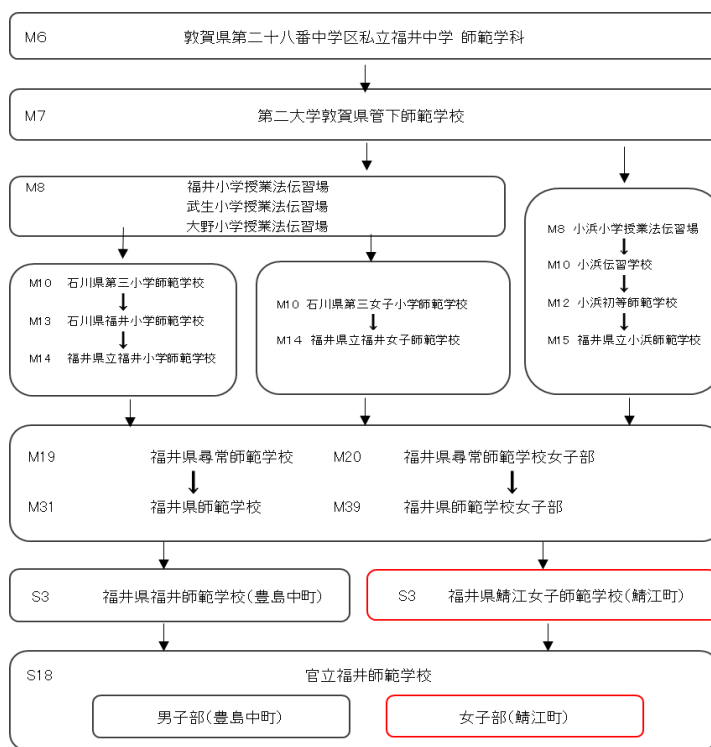 M6 敦賀県第二十八番中学区私立福井中学 師範学科
M7 第二大学敦賀県管下師範学校
M8 福井小学授業法伝習場
武生小学授業法伝習場
大野小学授業法伝習場
M8 小浜小学授業法伝習場
M10 小浜伝習学校
M12 小浜初等師範学校
M15 福井県立小浜師範学校
M10 石川県第三小学師範学校
M13 石川県福井小学師範学校
M14 福井県立福井小学師範学校
M10 石川県第三女子小学師範学校
M14 福井県立福井女子師範学校
M19 福井県尋常師範学校 M20 福井県尋常師範学校女子部
M31 福井県師範学校 M39 福井県師範学校女子部
S3 福井県福井師範学校(豊島中町)
S3 福井県鯖江女子師範学校(鯖江町)
S18 官立福井師範学校
男子部(豊島中町) 女子部(鯖江町)